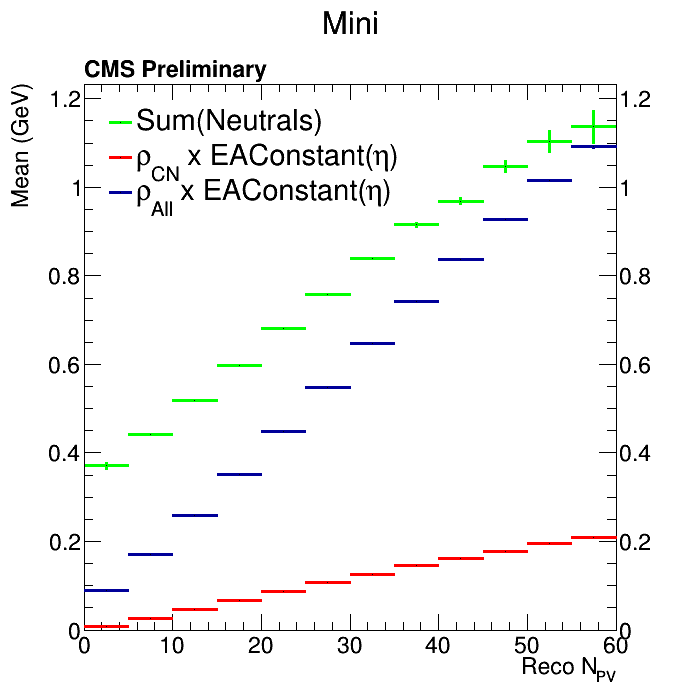 Mini
CMS Preliminary
Mean (GeV)
Sum(Neutrals)
ρCN x EAConstant(η)
ρAll x EAConstant(η)
1.2
1
0.8
0.6
0.4
0.2
0
1.2
1
0.8
0.6
0.4
0.2
0
0 10 20 30 40 50 60
Reco NPV